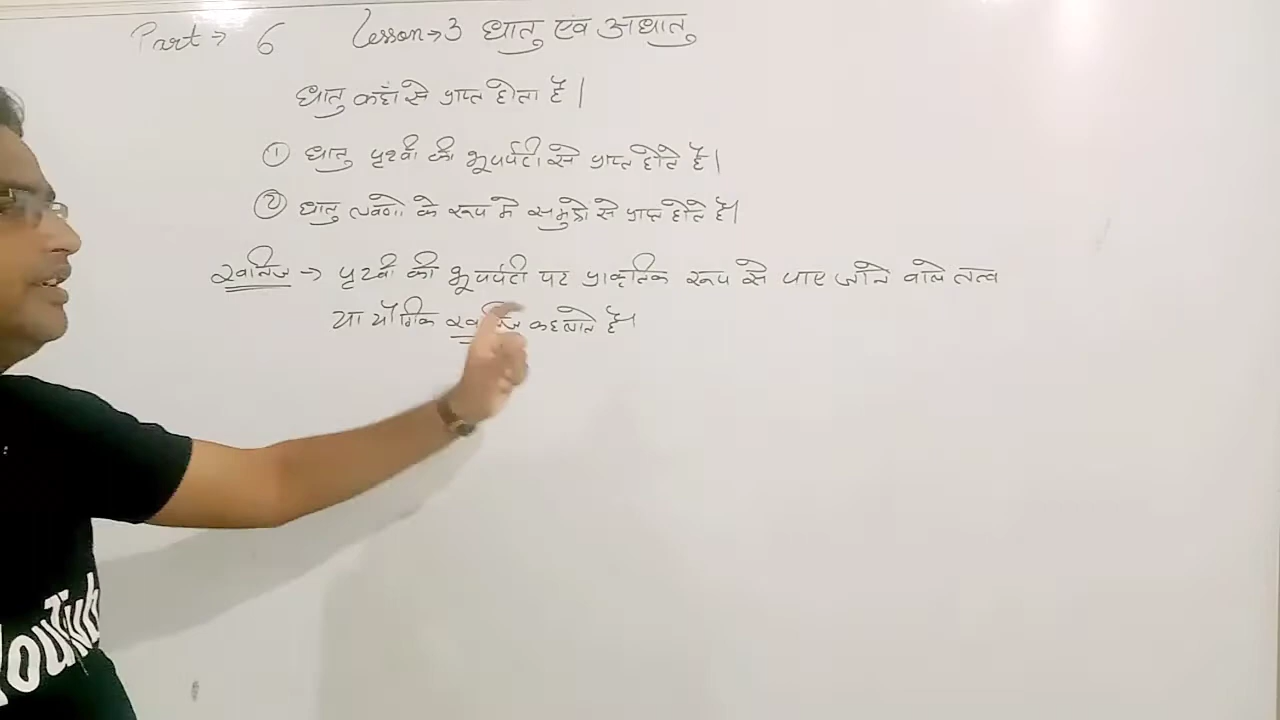 Part → 6 Lesson → 3 धातु एवं अधातु
धातु कहाँ से प्राप्त होता है।
① धातु पृथ्वी की भूपर्पटी से प्राप्त होते है।
② धातु लवणो के रूप मे समुद्रो से प्राप्त होते है।
खनिज → पृथ्वी की भूपर्पटी पर प्राकृतिक रूप से पाए जाने वाले तत्व
या यौगिक खनिज कहलाते है।
YouTub